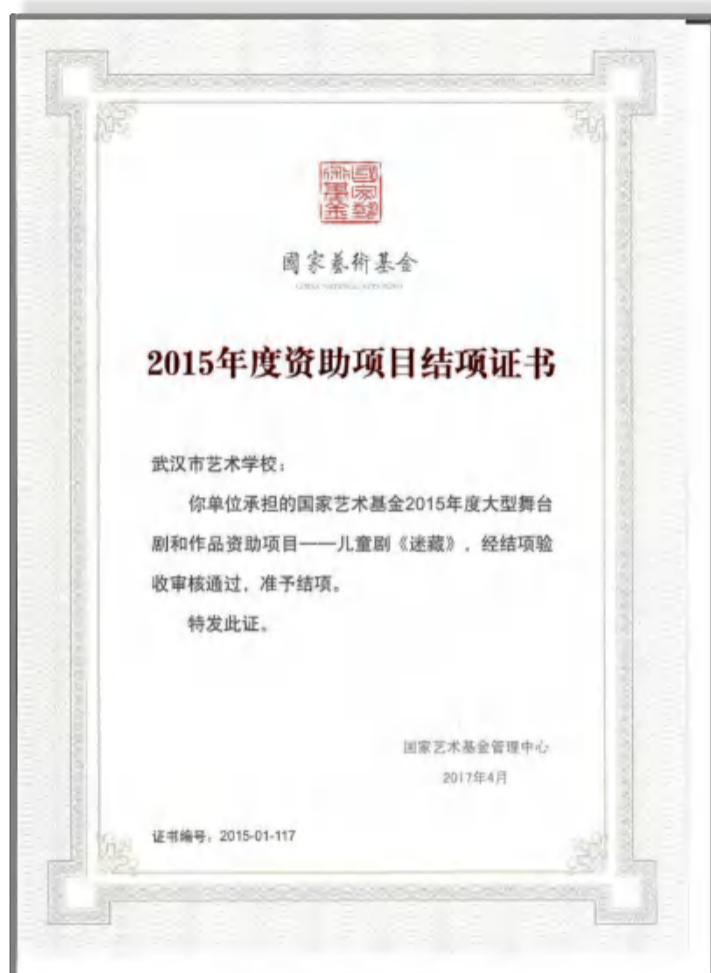 國家藝術基金
CHINA NATIONAL ARTS FUND
2015年度资助项目结项证书
武汉市艺术学校：
你单位承担的国家艺术基金2015年度大型舞台
剧和作品资助项目——儿童剧《迷藏》，经结项验
收审核通过，准予结项。
特发此证。
国家艺术基金管理中心
2017年4月
证书编号：2015-01-117